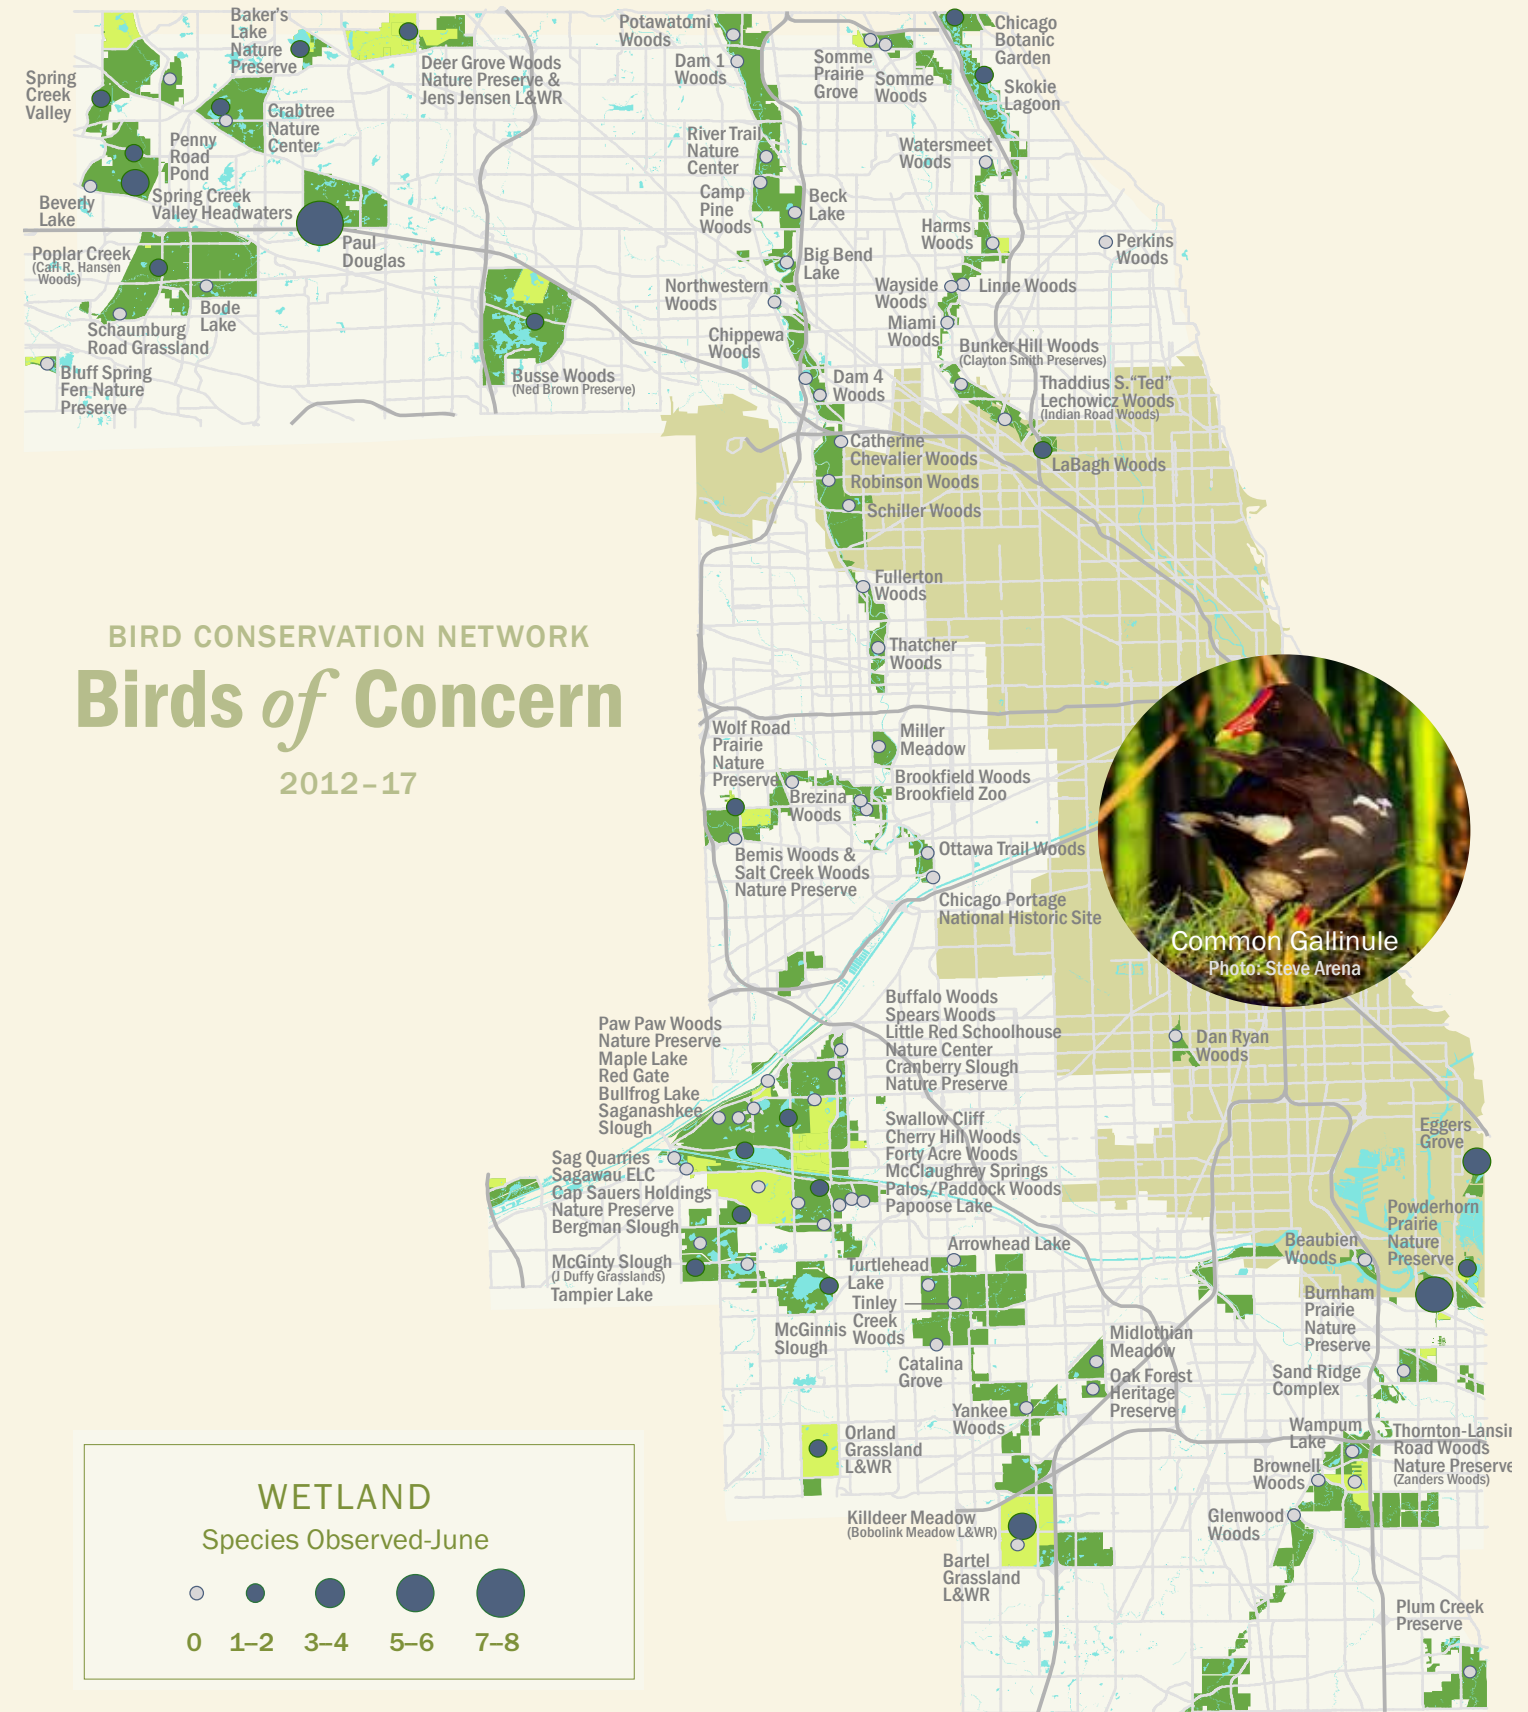 Baker's
Lake
Nature
Preserve
Deer Grove Woods
Nature Preserve &
Jens Jensen L&WR
Spring
Creek
Valley
Crabtree
Nature
Center
Penny
Road
Pond
Beverly
Lake
Spring Creek
Valley Headwaters
Paul
Douglas
Poplar Creek
(Carl R. Hansen
Woods)
Bode
Lake
Schaumburg
Road Grassland
Bluff Spring
Fen Nature
Preserve
Busse Woods
(Ned Brown Preserve)
Potawatomi
Woods
Dam 1
Woods
Somme
Prairie
Grove
Somme
Woods
Chicago
Botanic
Garden
Skokie
Lagoon
River Trail
Nature
Center
Watersmeet
Woods
Camp
Pine
Woods
Beck
Lake
Harms
Woods
Perkins
Woods
Big Bend
Lake
Northwestern
Woods
Wayside
Woods
Linne Woods
Miami
Woods
Chippewa
Woods
Bunker Hill Woods
(Clayton Smith Preserves)
Dam 4
Woods
Thaddius S. “Ted”
Lechowicz Woods
(Indian Road Woods)
LaBagh Woods
Catherine
Chevalier Woods
Robinson Woods
Schiller Woods
Fullerton
Woods
Thatcher
Woods
BIRD CONSERVATION NETWORK
Birds of Concern
2012–17
Wolf Road
Prairie
Nature
Preserve
Miller
Meadow
Brookfield Woods
Brookfield Zoo
Brezina
Woods
Bemis Woods &
Salt Creek Woods
Nature Preserve
Ottawa Trail Woods
Chicago Portage
National Historic Site
Common Gallinule
Photo: Steve Arena
Buffalo Woods
Spears Woods
Little Red Schoolhouse
Nature Center
Cranberry Slough
Nature Preserve
Dan Ryan
Woods
Paw Paw Woods
Nature Preserve
Maple Lake
Red Gate
Bullfrog Lake
Saganashkee
Slough
Swallow Cliff
Cherry Hill Woods
Forty Acre Woods
McClaughrey Springs
Palos/Paddock Woods
Papoose Lake
Eggers
Grove
Sag Quarries
Sagawau ELC
Cap Sauers Holdings
Nature Preserve
Bergman Slough
Powderhorn
Prairie
Nature
Preserve
Beaubien
Woods
McGinty Slough
(J Duffy Grasslands)
Tampier Lake
Arrowhead Lake
Turtlehead
Lake
Tinley
Creek
Woods
McGinnis
Slough
Catalina
Grove
Burnham
Prairie
Nature
Preserve
Midlothian
Meadow
Oak Forest
Heritage
Preserve
Sand Ridge
Complex
Yankee
Woods
Orland
Grassland
L&WR
Wampum
Lake
Thornton-Lansin
Road Woods
Nature Preserve
(Zanders Woods)
Brownell
Woods
Glenwood
Woods
Killdeer Meadow
(Bobolink Meadow L&WR)
Bartel
Grassland
L&WR
Plum Creek
Preserve
WETLAND
Species Observed-June
0 1–2 3–4 5–6 7–8